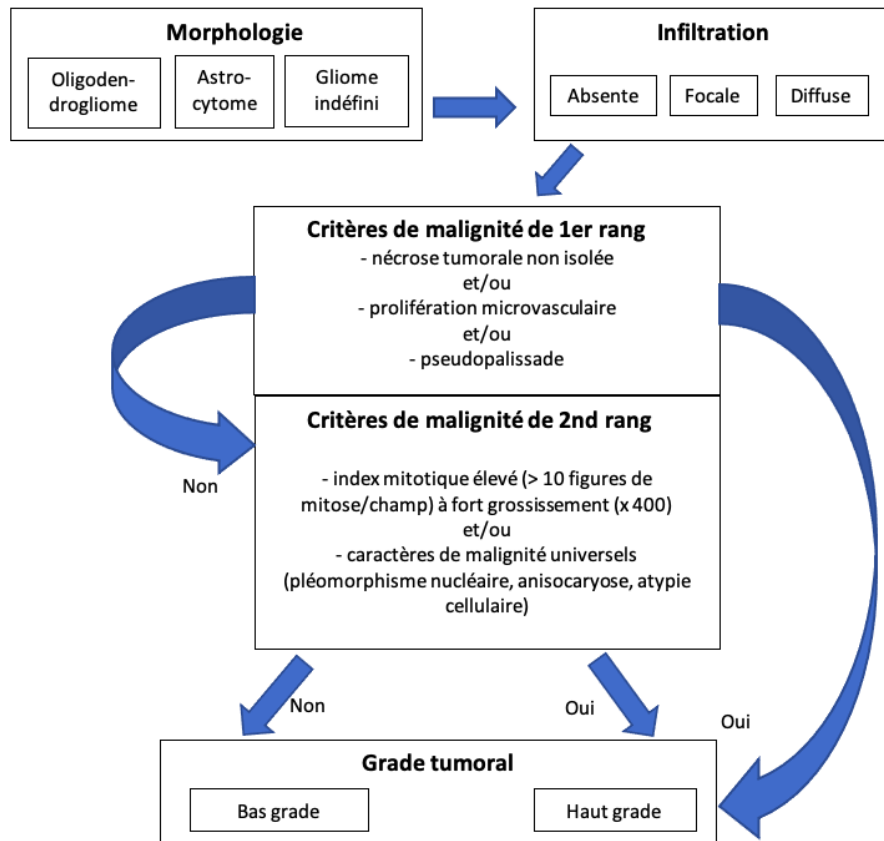 Morphologie
Oligoden-
drogliome
Astro-
cytome
Gliome
indéfini
Infiltration
Absente
Focale
Diffuse
Critères de malignité de 1er rang
- nécrose tumorale non isolée
et/ou
- prolifération microvasculaire
et/ou
- pseudopalissade
Critères de malignité de 2nd rang
- index mitotique élevé (> 10 figures de
mitose/champ) à fort grossissement (x 400)
et/ou
- caractères de malignité universels
(pléomorphisme nucléaire, anisocaryose, atypie
cellulaire)
Non
Non
Oui
Oui
Grade tumoral
Bas grade
Haut grade